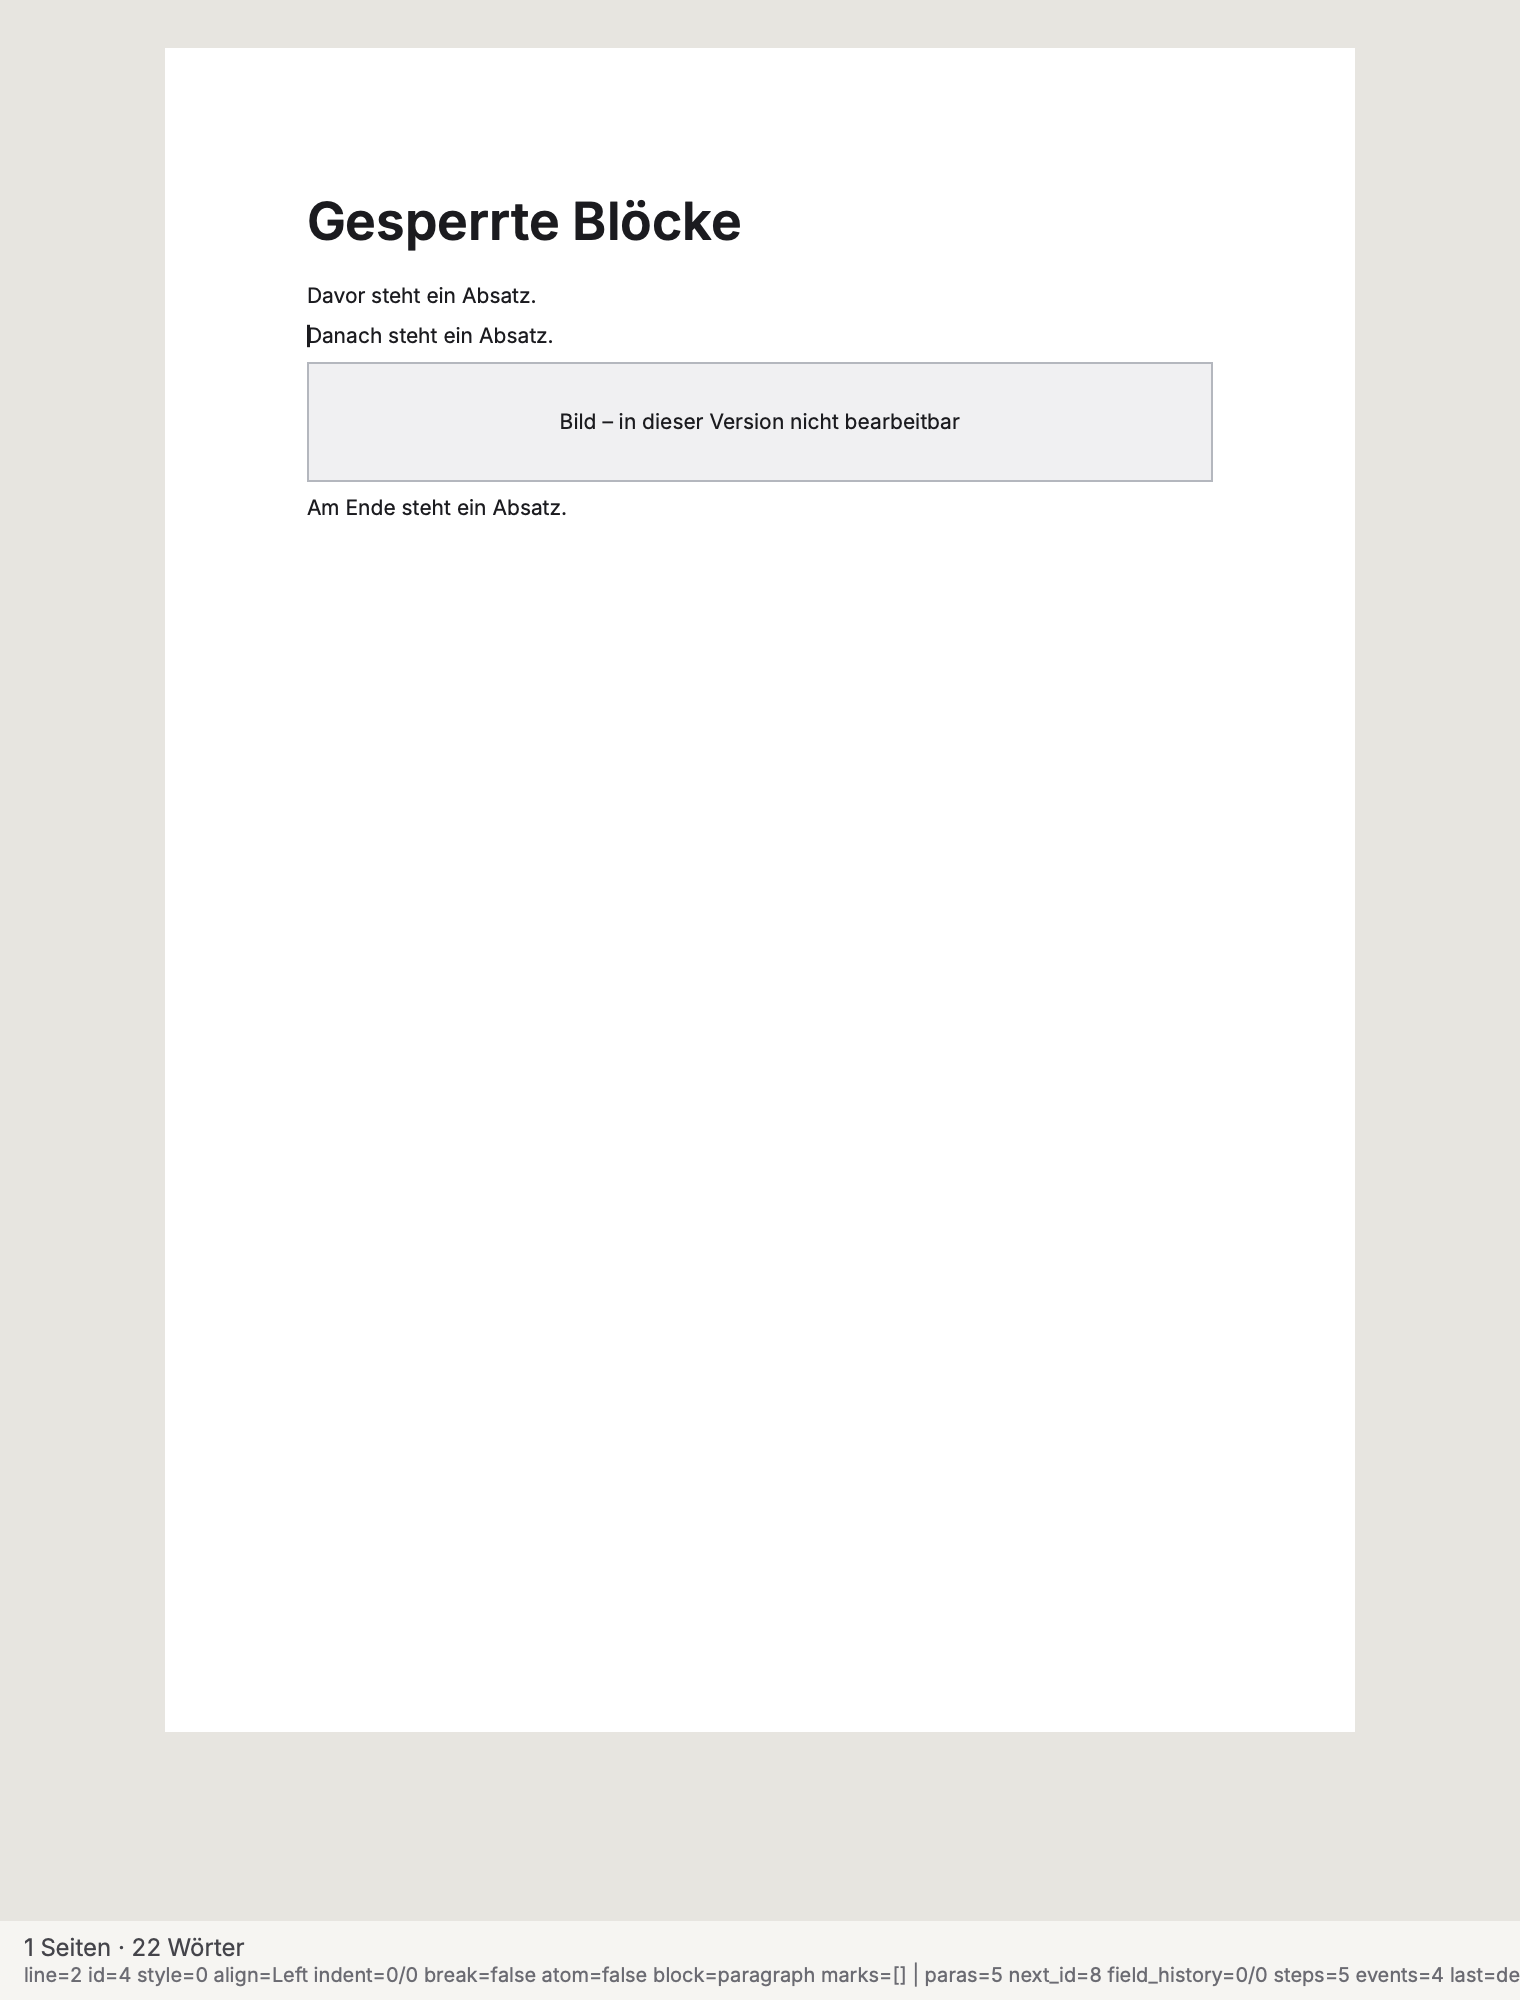 Gesperrte Blöcke
Davor steht ein Absatz.
Danach steht ein Absatz.
Bild – in dieser Version nicht bearbeitbar
Am Ende steht ein Absatz.
1 Seiten · 22 Wörter
line=2 id=4 style=0 align=Left indent=0/0 break=false atom=false block=paragraph marks=[] | paras=5 next_id=8 field_history=0/0 steps=5 events=4 last=de